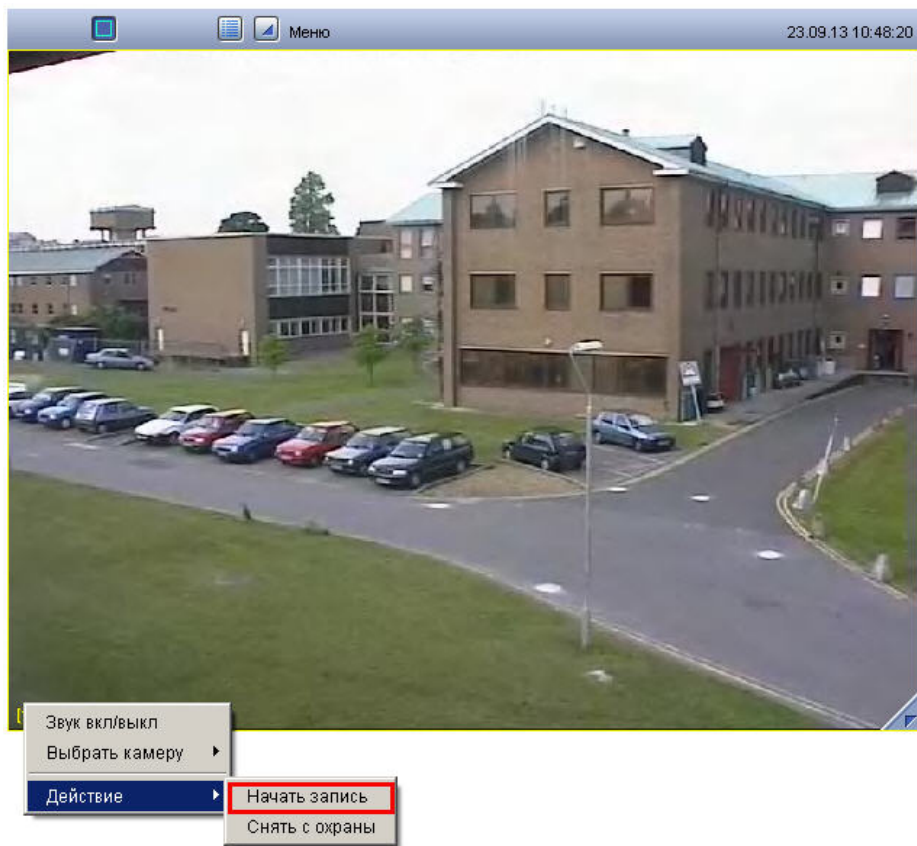 Меню
23.09.13 10:48:20
Звук вкл/выкл
Выбрать камеру
Действие
Начать запись
Снять с охраны